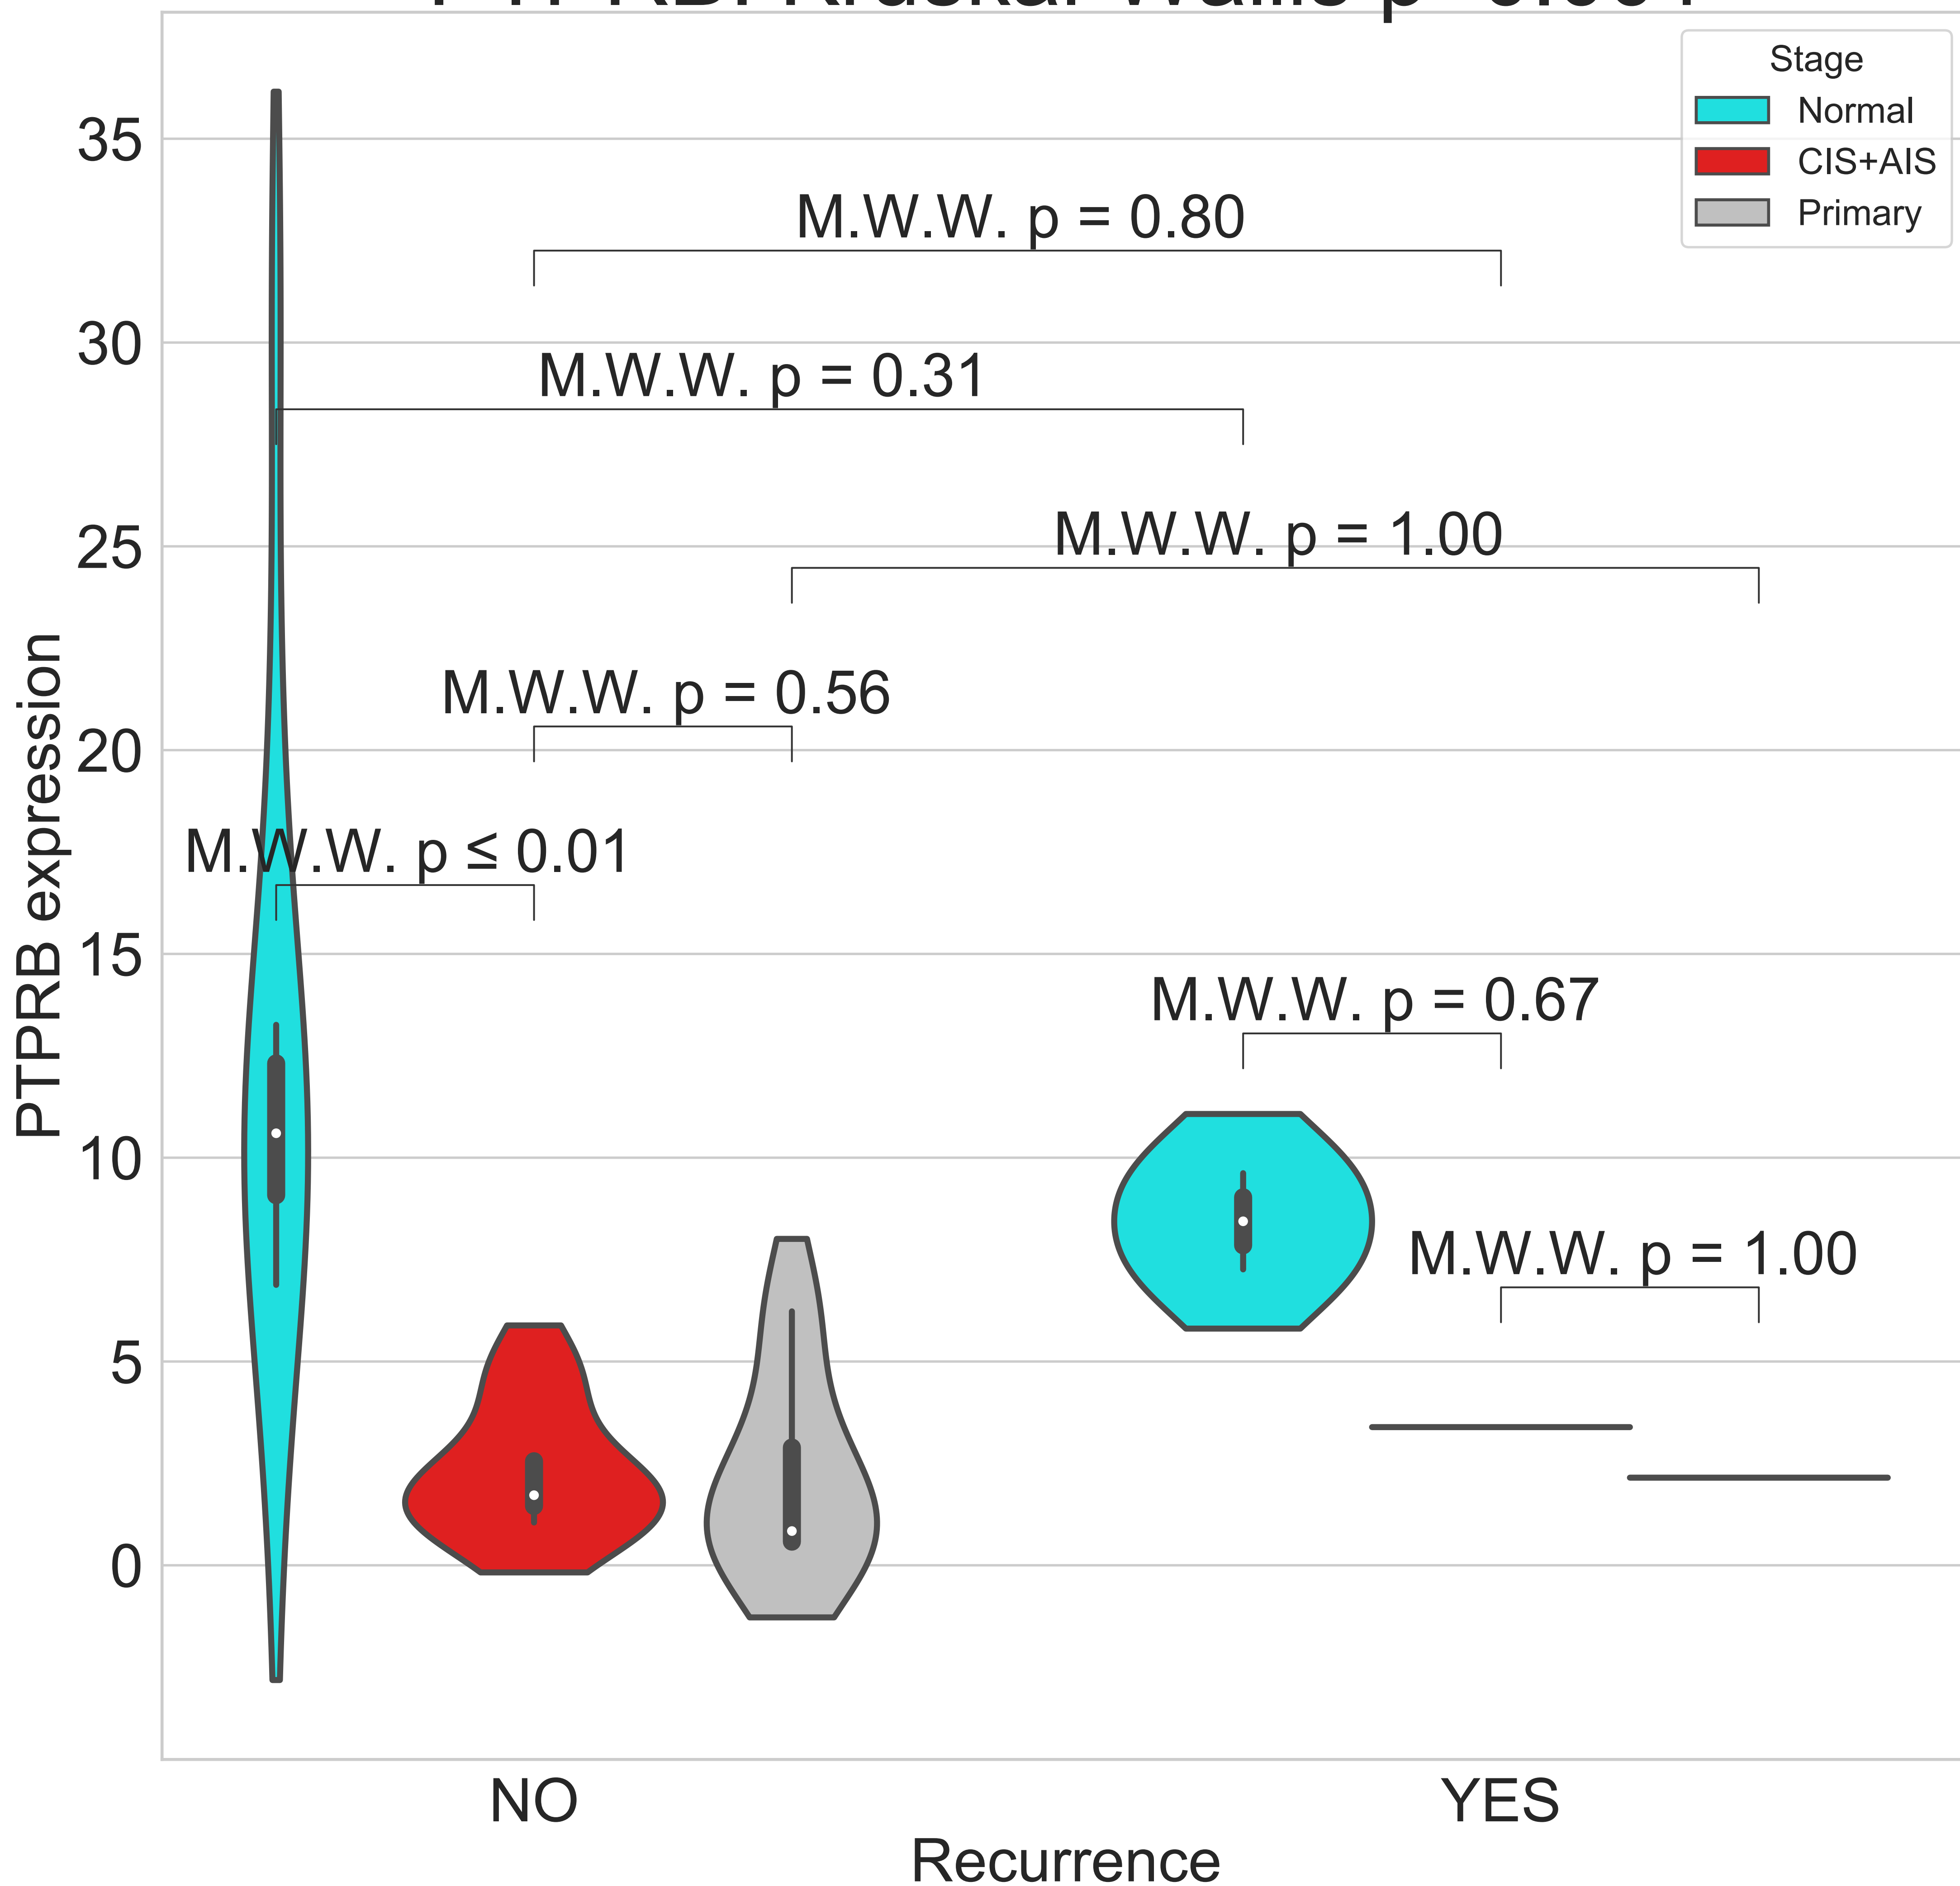 Stage
Normal
CIS+AIS
Primary
35
30
25
20
15
10
5
0
PTPRB expression
M.W.W. p = 0.80
M.W.W. p = 0.31
M.W.W. p = 1.00
M.W.W. p = 0.56
M.W.W. p ≤ 0.01
M.W.W. p = 0.67
M.W.W. p = 1.00
NO
YES
Recurrence